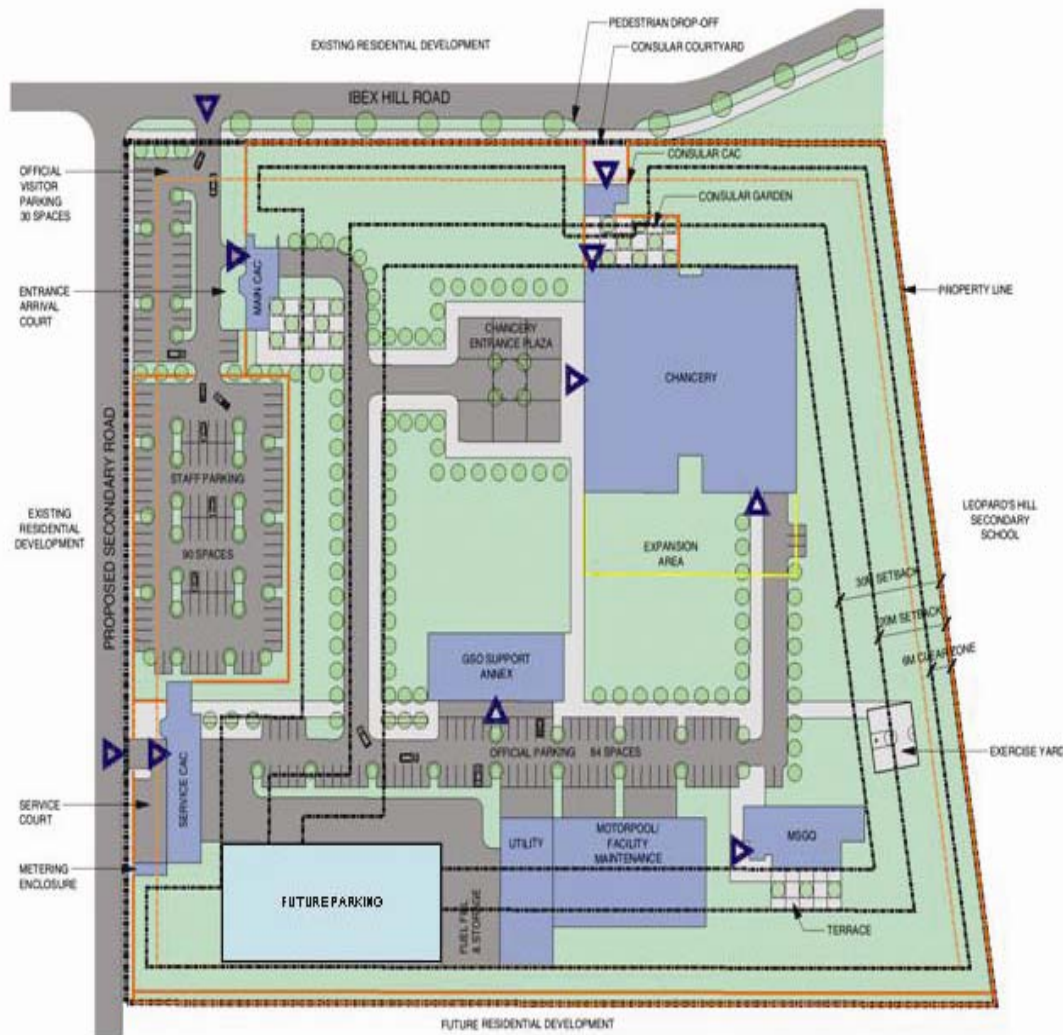 PEDESTRIAN DROP-OFF
EXISTING RESIDENTIAL DEVELOPMENT
CONSULAR COURTYARD
IBEX HILL ROAD
OFFICIAL
VISITOR
PARKING
30 SPACES
CONSULAR CAC
CONSULAR GARDEN
ENTRANCE
ARRIVAL
COURT
MAIN CAC
PROPERTY LINE
CHANCERY
ENTRANCE PLAZA
CHANCERY
PROPOSED SECONDARY ROAD
STAFF PARKING
90 SPACES
EXISTING
RESIDENTIAL
DEVELOPMENT
LEOPARD'S HILL
SECONDARY
SCHOOL
EXPANSION
AREA
30M SETBACK
20M SETBACK
6M CLEAR ZONE
GSO SUPPORT
ANNEX
OFFICIAL PARKING 84 SPACES
EXERCISE YARD
SERVICE CAC
SERVICE
COURT
METERING
ENCLOSURE
UTILITY
MOTORPOOL/
FACILITY
MAINTENANCE
MSGQ
FUTURE PARKING
FUEL FILL
& STORAGE
TERRACE
FUTURE RESIDENTIAL DEVELOPMENT